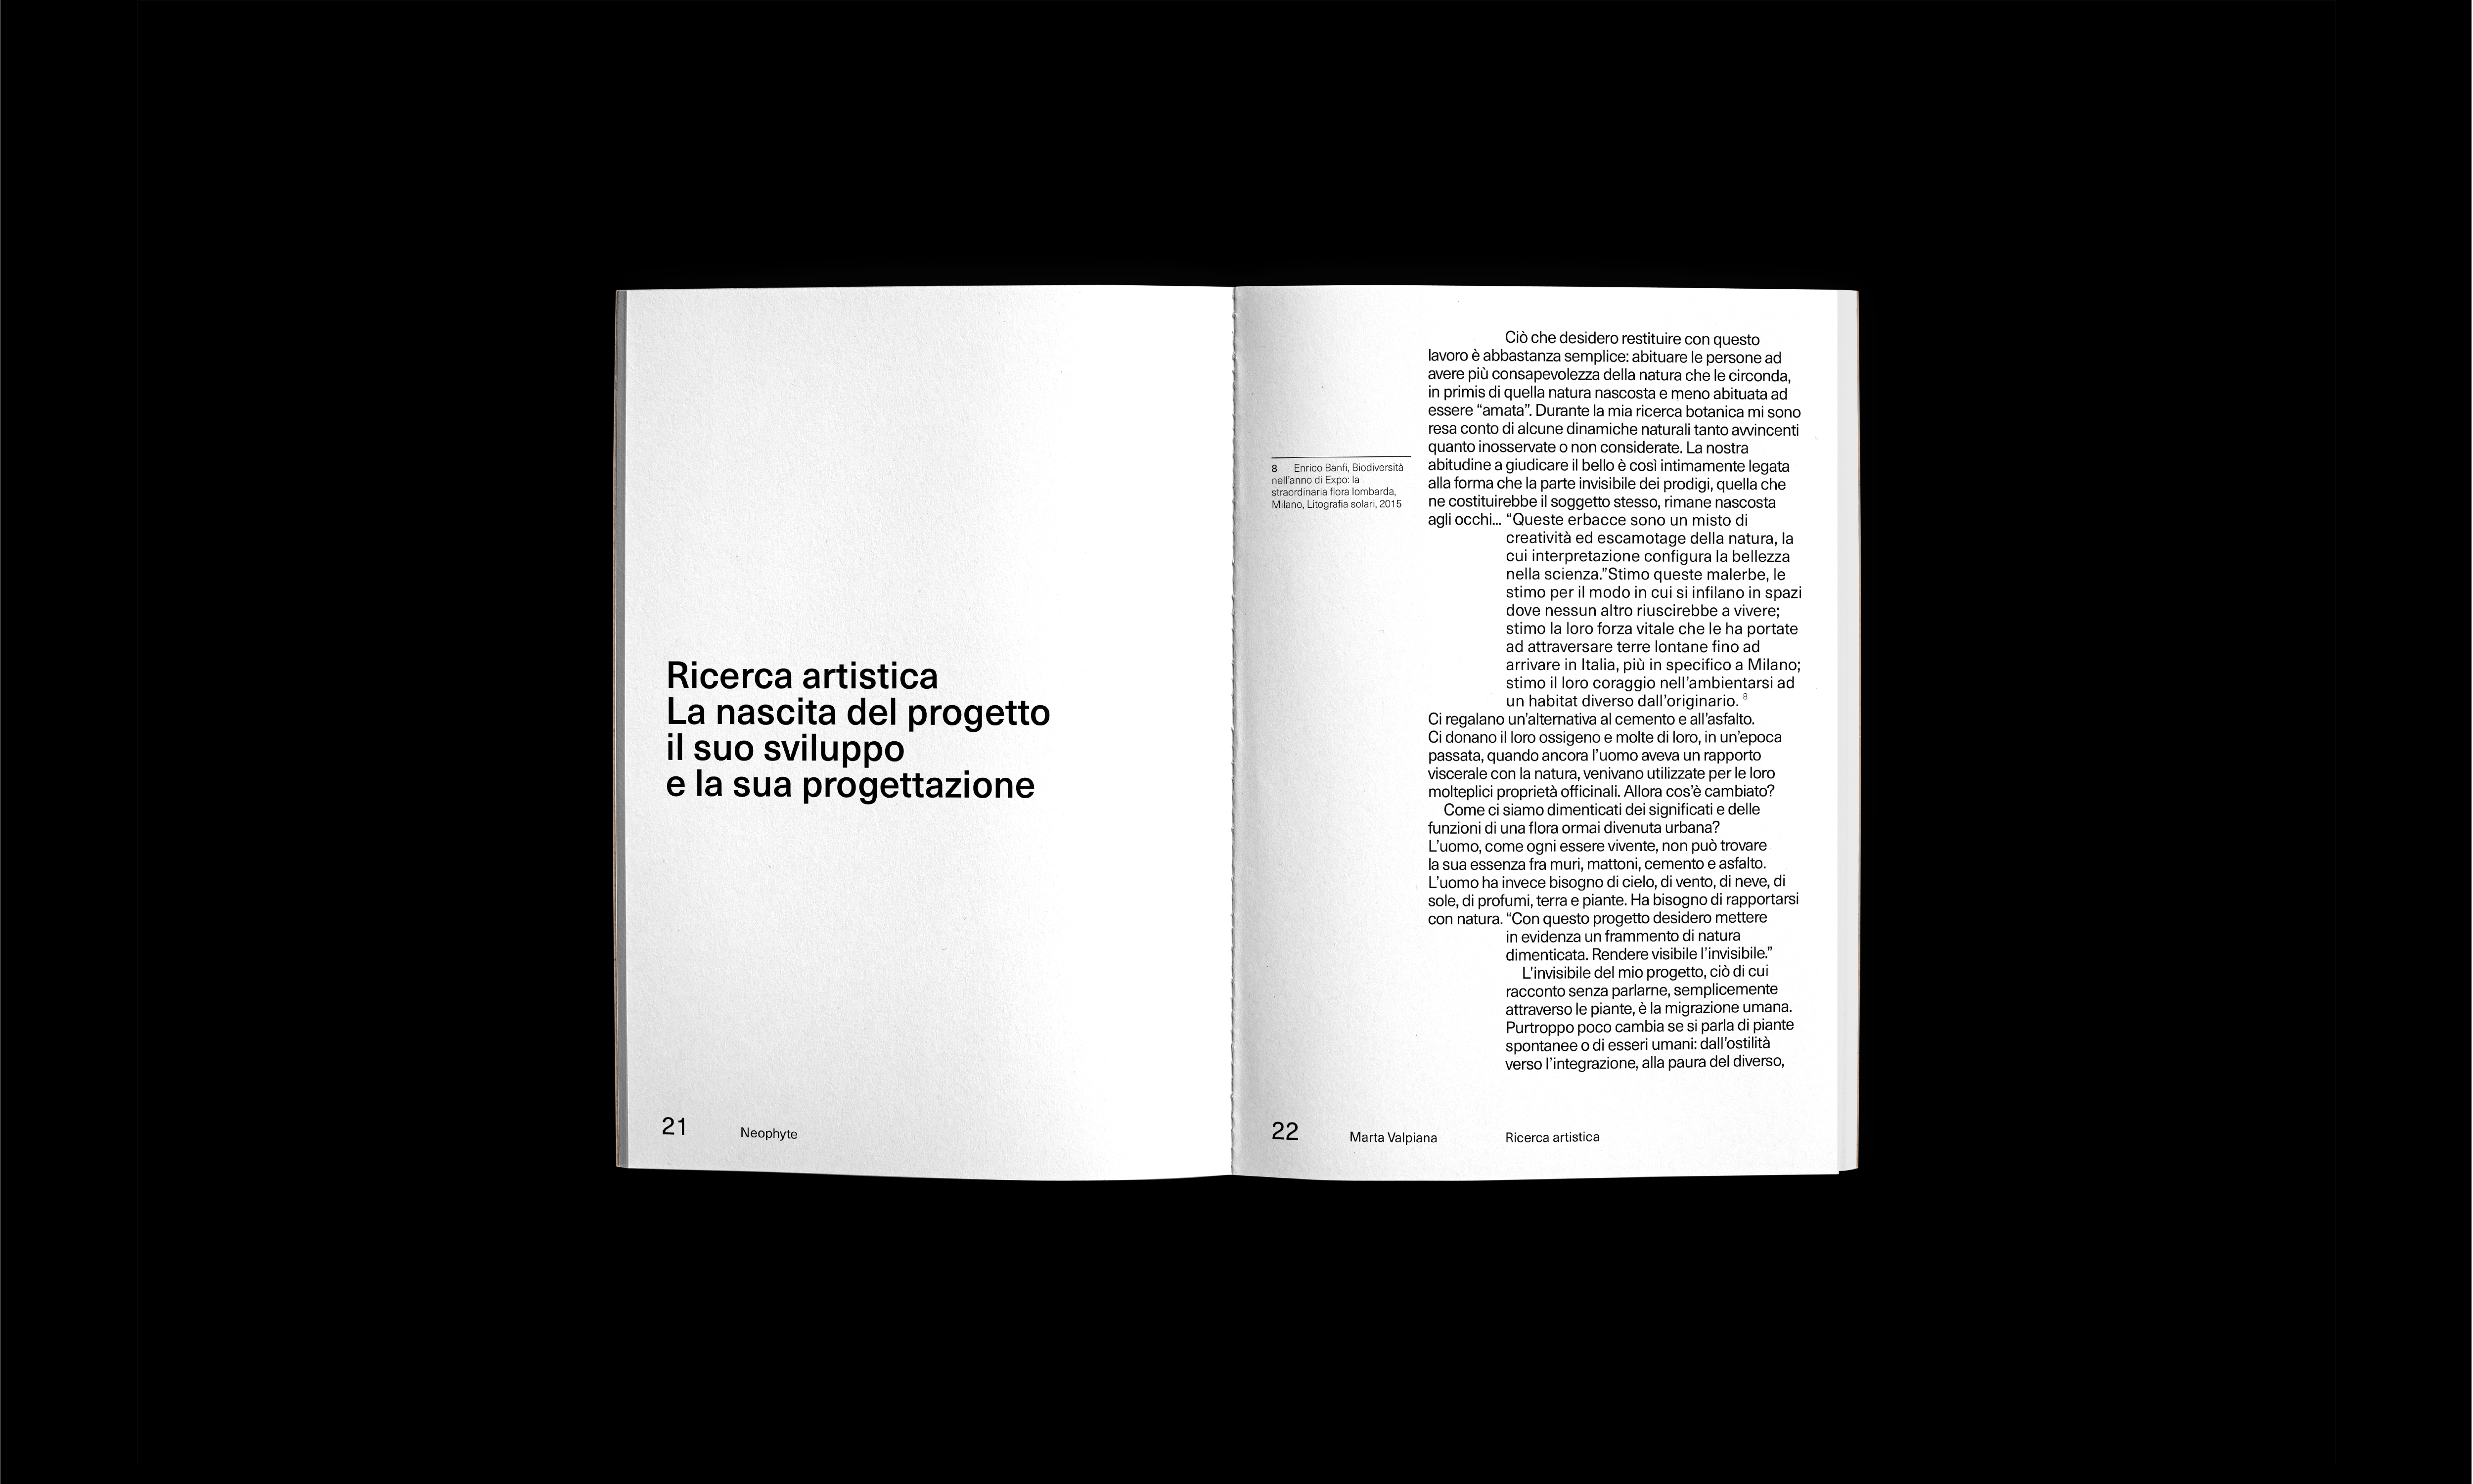 Ricerca artistica
La nascita del progetto
il suo sviluppo
e la sua progettazione
21 Neophyte
8 Enrico Banfi, Biodiversità
nell’anno di Expo: la
straordinaria flora lombarda,
Milano, Litografia solari, 2015
Ciò che desidero restituire con questo
lavoro è abbastanza semplice: abituare le persone ad
avere più consapevolezza della natura che le circonda,
in primis di quella natura nascosta e meno abituata ad
essere “amata”. Durante la mia ricerca botanica mi sono
resa conto di alcune dinamiche naturali tanto avvincenti
quanto inosservate o non considerate. La nostra
abitudine a giudicare il bello è così intimamente legata
alla forma che la parte invisibile dei prodigi, quella che
ne costituirebbe il soggetto stesso, rimane nascosta
agli occhi... “Queste erbacce sono un misto di
creatività ed escamotage della natura, la
cui interpretazione configura la bellezza
nella scienza.”Stimo queste malerbe, le
stimo per il modo in cui si infilano in spazi
dove nessun altro riuscirebbe a vivere;
stimo la loro forza vitale che le ha portate
ad attraversare terre lontane fino ad
arrivare in Italia, più in specifico a Milano;
stimo il loro coraggio nell’ambientarsi ad
un habitat diverso dall’originario. 8
Ci regalano un’alternativa al cemento e all’asfalto.
Ci donano il loro ossigeno e molte di loro, in un’epoca
passata, quando ancora l’uomo aveva un rapporto
viscerale con la natura, venivano utilizzate per le loro
molteplici proprietà officinali. Allora cos’è cambiato?
Come ci siamo dimenticati dei significati e delle
funzioni di una flora ormai divenuta urbana?
L’uomo, come ogni essere vivente, non può trovare
la sua essenza fra muri, mattoni, cemento e asfalto.
L’uomo ha invece bisogno di cielo, di vento, di neve, di
sole, di profumi, terra e piante. Ha bisogno di rapportarsi
con natura. “Con questo progetto desidero mettere
in evidenza un frammento di natura
dimenticata. Rendere visibile l’invisibile.”
L’invisibile del mio progetto, ciò di cui
racconto senza parlarne, semplicemente
attraverso le piante, è la migrazione umana.
Purtroppo poco cambia se si parla di piante
spontanee o di esseri umani: dall’ostilità
verso l’integrazione, alla paura del diverso,
22 Marta Valpiana Ricerca artistica